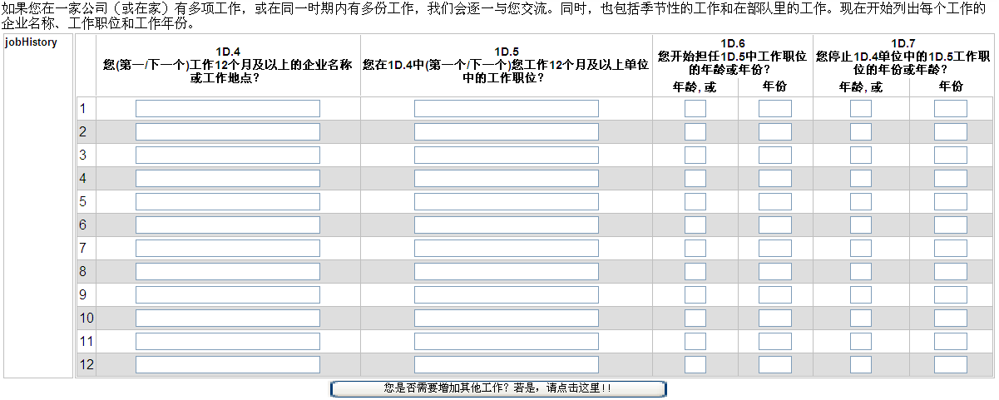 如果您在一家公司（或在家）有多项工作，或在同一时期内有多份工作，我们会逐一与您交流。同时，也包括季节性的工作和在部队里的工作。现在开始列出每个工作的
企业名称、工作职位和工作年份。
jobHistory
1D.4
您(第一/下一个)工作12个月及以上的企业名称
或工作地点?
1D.5
您在1D.4中(第一个/下一个)您工作12个月及以上单位
中的工作职位?
1D.6
您开始担任1D.5中工作职位
的年龄或年份?
年龄,或
年份
1D.7
您停止1D.4单位中的1D.5工作职
位的年份或年龄?
年龄,或
年份
1
2
3
4
5
6
7
8
9
10
11
12
您是否需要增加其他工作?若是，请点击这里!!